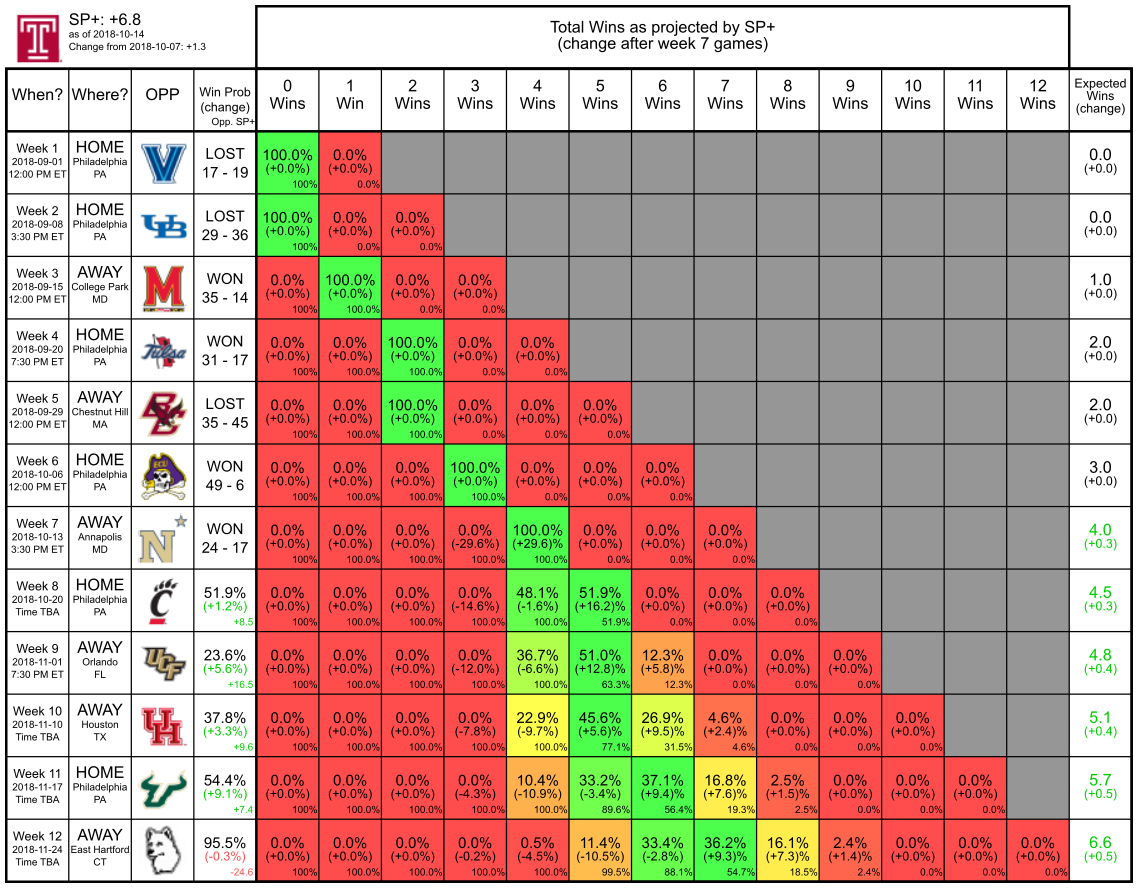 SP+: +6.8
as of 2018-10-14
Change from 2018-10-07: +1.3
Total Wins as projected by SP+
(change after week 7 games)
When? Where? OPP Win Prob 0 1 2 3 4 5 6 7 8 9 10 11 12 Expected
(change) Wins Win Wins Wins Wins Wins Wins Wins Wins Wins Wins Wins Wins Wins
Opp. SP+ (change)
Week 1 HOME LOST 100.0% 0.0% 0.0
2018-09-01 Philadelphia V 17 - 19 (+0.0%) (+0.0%) (+0.0)
12:00 PM ET PA 100% 0.0%
Week 2 HOME LOST 100.0% 0.0% 0.0% 0.0
2018-09-08 Philadelphia UB 29 - 36 (+0.0%) (+0.0%) (+0.0%) (+0.0)
3:30 PM ET PA 100% 0.0% 0.0%
Week 3 AWAY WON 0.0% 100.0% 0.0% 0.0% 1.0
2018-09-15 College Park M 35 - 14 (+0.0%) (+0.0%) (+0.0%) (+0.0%) (+0.0)
12:00 PM ET MD 100% 100.0% 0.0% 0.0%
Week 4 HOME WON 0.0% 0.0% 100.0% 0.0% 0.0% 2.0
2018-09-20 Philadelphia Tulsa 31 - 17 (+0.0%) (+0.0%) (+0.0%) (+0.0%) (+0.0%) (+0.0)
7:30 PM ET PA 100% 100.0% 100.0% 0.0% 0.0%
Week 5 AWAY LOST 0.0% 0.0% 100.0% 0.0% 0.0% 0.0% 2.0
2018-09-29 Chestnut Hill BC 35 - 45 (+0.0%) (+0.0%) (+0.0%) (+0.0%) (+0.0%) (+0.0%) (+0.0)
12:00 PM ET MA 100% 100.0% 100.0% 0.0% 0.0% 0.0%
Week 6 HOME WON 0.0% 0.0% 0.0% 100.0% 0.0% 0.0% 0.0% 3.0
2018-10-06 Philadelphia ECU 49 - 6 (+0.0%) (+0.0%) (+0.0%) (+0.0%) (+0.0%) (+0.0%) (+0.0%) (+0.0)
12:00 PM ET PA 100% 100.0% 100.0% 100.0% 0.0% 0.0% 0.0%
Week 7 AWAY WON 0.0% 0.0% 0.0% 0.0% 100.0% 0.0% 0.0% 0.0% 4.0
2018-10-13 Annapolis N 24 - 17 (+0.0%) (+0.0%) (+0.0%) (-29.6%) (+29.6)% (+0.0%) (+0.0%) (+0.0%) (+0.3)
3:30 PM ET MD 100% 100.0% 100.0% 100.0% 100.0% 0.0% 0.0% 0.0%
Week 8 HOME 51.9% 0.0% 0.0% 0.0% 0.0% 48.1% 51.9% 0.0% 0.0% 0.0% 4.5
2018-10-20 Philadelphia C (+1.2%) (+0.0%) (+0.0%) (+0.0%) (-14.6%) (-1.6%) (+16.2)% (+0.0%) (+0.0%) (+0.0%) (+0.3)
Time TBA PA +8.5 100% 100.0% 100.0% 100.0% 100.0% 51.9% 0.0% 0.0% 0.0%
Week 9 AWAY 23.6% 0.0% 0.0% 0.0% 0.0% 36.7% 51.0% 12.3% 0.0% 0.0% 0.0% 4.8
2018-11-01 Orlando UCF (+5.6%) (+0.0%) (+0.0%) (+0.0%) (-12.0%) (-6.6%) (+12.8)% (+5.8)% (+0.0%) (+0.0%) (+0.0%) (+0.4)
7:30 PM ET FL +16.5 100% 100.0% 100.0% 100.0% 100.0% 63.3% 12.3% 0.0% 0.0% 0.0%
Week 10 AWAY 37.8% 0.0% 0.0% 0.0% 0.0% 22.9% 45.6% 26.9% 4.6% 0.0% 0.0% 0.0% 5.1
2018-11-10 Houston UH (+3.3%) (+0.0%) (+0.0%) (+0.0%) (-7.8%) (-9.7%) (+5.6)% (+9.5)% (+2.4)% (+0.0%) (+0.0%) (+0.0%) (+0.4)
Time TBA TX +9.6 100% 100.0% 100.0% 100.0% 100.0% 77.1% 31.5% 4.6% 0.0% 0.0% 0.0%
Week 11 HOME 54.4% 0.0% 0.0% 0.0% 0.0% 10.4% 33.2% 37.1% 16.8% 2.5% 0.0% 0.0% 0.0% 5.7
2018-11-17 Philadelphia (+9.1%) (+0.0%) (+0.0%) (+0.0%) (-4.3%) (-10.9%) (-3.4%) (+9.4)% (+7.6)% (+1.5)% (+0.0%) (+0.0%) (+0.0%) (+0.5)
Time TBA PA +7.4 100% 100.0% 100.0% 100.0% 100.0% 89.6% 56.4% 19.3% 2.5% 0.0% 0.0% 0.0%
Week 12 AWAY 95.5% 0.0% 0.0% 0.0% 0.0% 0.5% 11.4% 33.4% 36.2% 16.1% 2.4% 0.0% 0.0% 0.0% 6.6
2018-11-24 East Hartford (-0.3%) (+0.0%) (+0.0%) (+0.0%) (-0.2%) (-4.5%) (-10.5%) (-2.8%) (+9.3)% (+7.3)% (+1.4)% (+0.0%) (+0.0%) (+0.0%) (+0.5)
Time TBA CT -24.6 100% 100.0% 100.0% 100.0% 100.0% 99.5% 88.1% 54.7% 18.5% 2.4% 0.0% 0.0% 0.0%